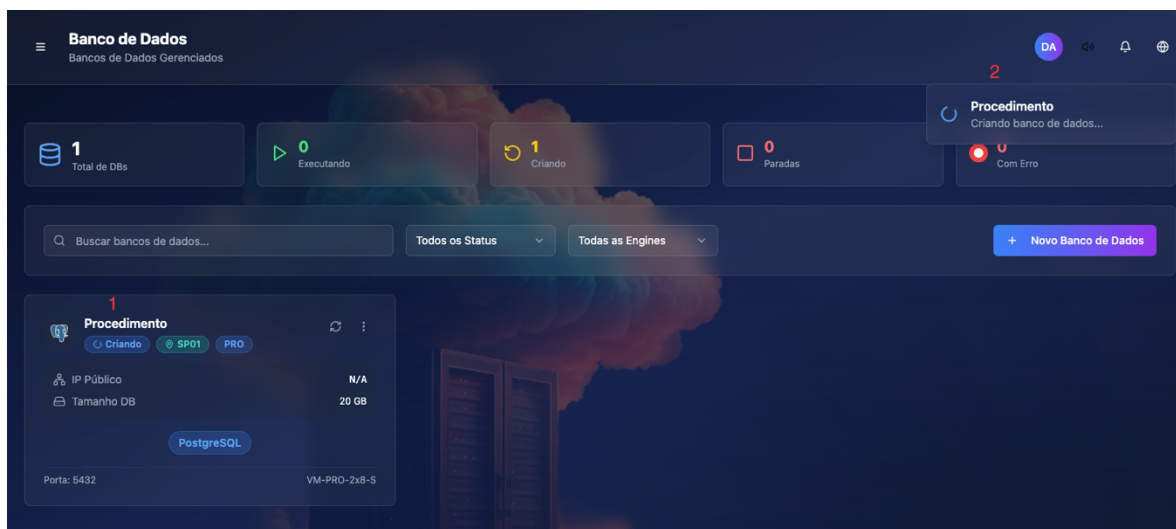 Banco de Dados
Bancos de Dados Gerenciados
DA
2
Procedimento
Criando banco de dados...
1
Total de DBs
0
Executando
1
Criando
0
Paradas
0
Com Erro
Buscar bancos de dados...
Todos os Status
Todas as Engines
+ Novo Banco de Dados
1
Procedimento
Criando
SP01
PRO
IP Público
N/A
Tamanho DB
20 GB
PostgreSQL
Porta: 5432
VM-PRO-2x8-S